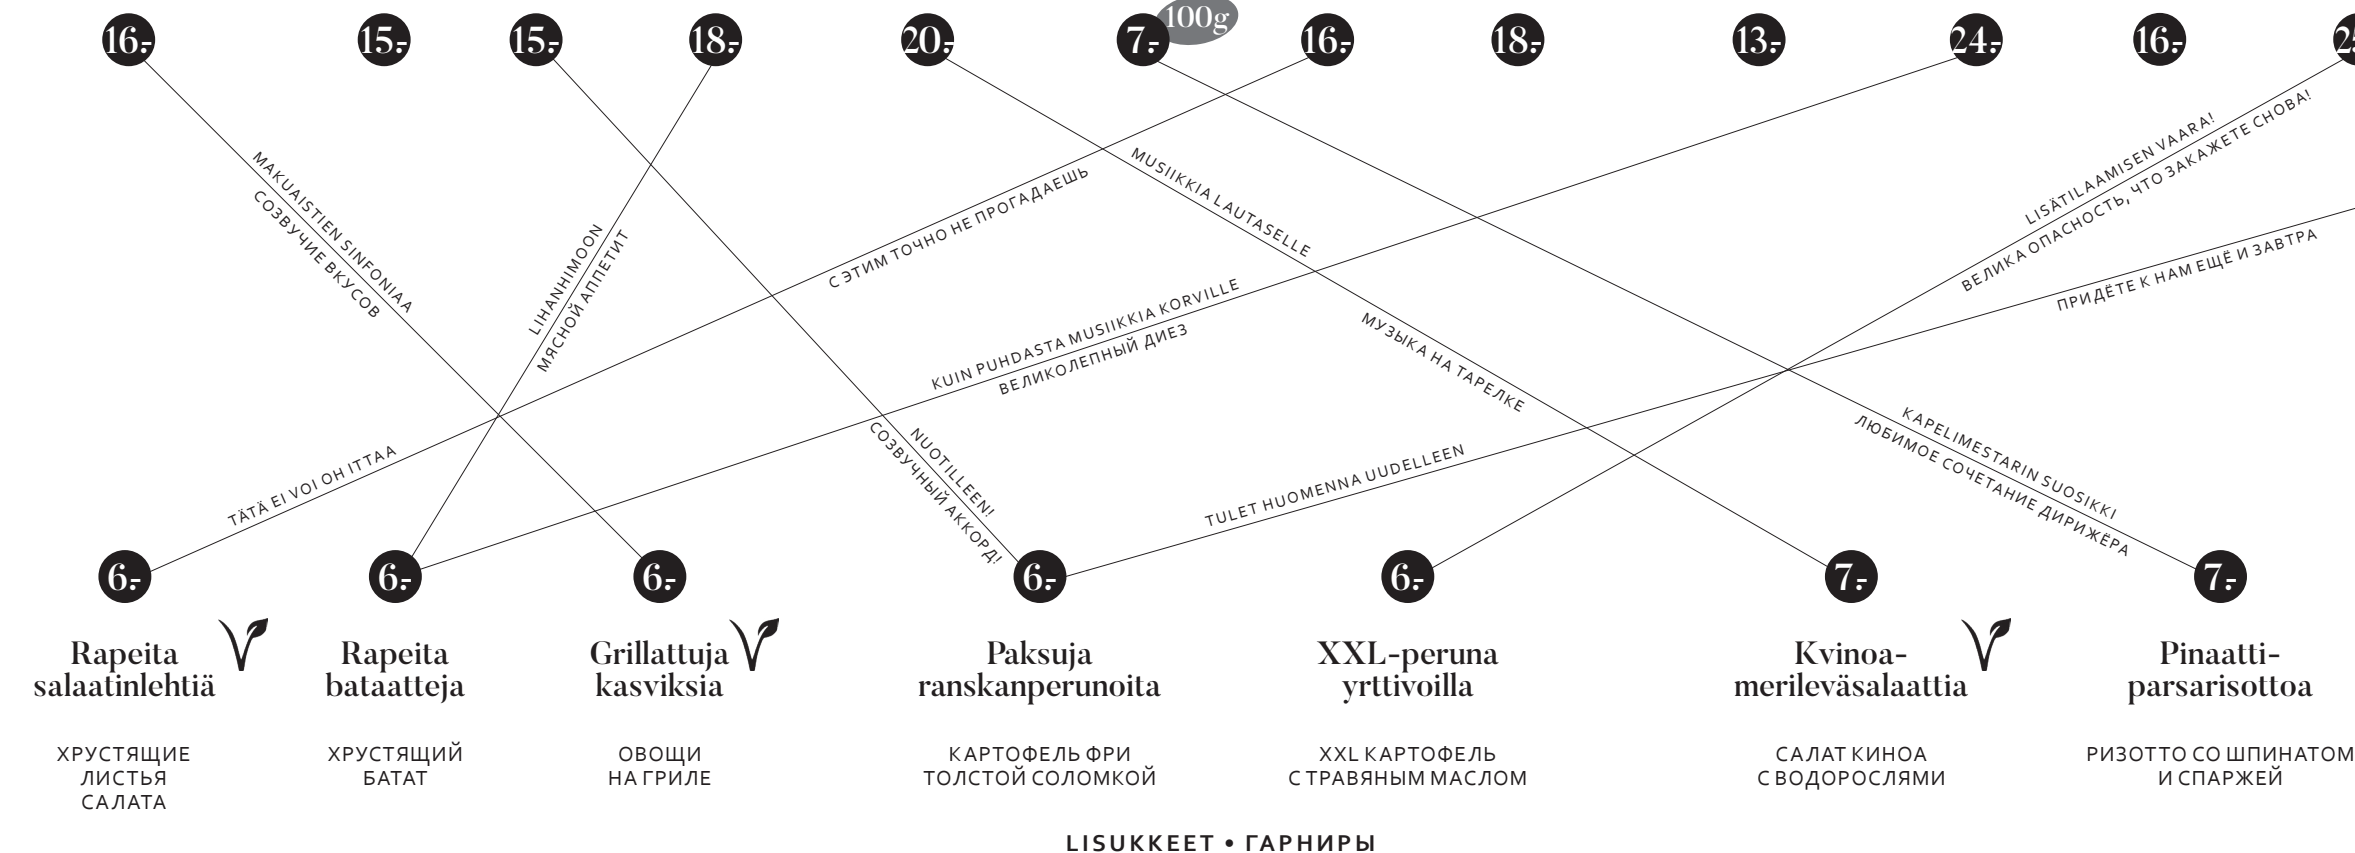 100g
16.- 15.- 15.- 18.- 20.- 7.- 16.- 18.- 13.- 24.- 16.-
MAKUAISTIEN SINFONIAA
СОЗВУЧИЕ ВКУСОВ
LIHANHIMOON
МЯСНОЙ АППЕТИТ
С ЭТИМ ТОЧНО НЕ ПРОГАДАЕШЬ
MUSIIKKIA LAUTASELLE
LISÄTILAAMISEN VAARA!
ВЕЛИКА ОПАСНОСТЬ, ЧТО ЗАКАЖЕТЕ СНОВА!
ПРИДЁТЕ К НАМ ЕЩЁ И ЗАВТРА
KUIN PUHDASTA MUSIIKKIA KORVILLE
ВЕЛИКОЛЕПНЫЙ ДИЕЗ
МУЗЫКА НА ТАРЕЛКЕ
TÄTÄ EI VOI OH ITTAA
NUOTILLEEN!
СОЗВУЧНЫЙ АККОРД!
TULET HUOMENNA UUDELLEEN
KAPELIMESTARIN SUOSIKKI
ЛЮБИМОЕ СОЧЕТАНИЕ ДИРИЖЁРА
6.- 6.- 6.- 6.- 6.- 7.- 7.-
Rapeita
salaatinlehtiä
ХРУСТЯЩИЕ
ЛИСТЬЯ
САЛАТА
Rapeita
bataatteja
ХРУСТЯЩИЙ
БАТАТ
Grillattuja
kasviksia
ОВОЩИ
НА ГРИЛЕ
Paksuja
ranskanperunoita
КАРТОФЕЛЬ ФРИ
ТОЛСТОЙ СОЛОМКОЙ
XXL-peruna
yrttivoilla
XXL КАРТОФЕЛЬ
С ТРАВЯНЫМ МАСЛОМ
Kvinoa-
merileväsalaattia
САЛАТ КИНОА
С ВОДОРОСЛЯМИ
Pinaatti-
parsarisottoa
РИЗОТТО СО ШПИНАТОМ
И СПАРЖЕЙ
LISUKKEET • ГАРНИРЫ